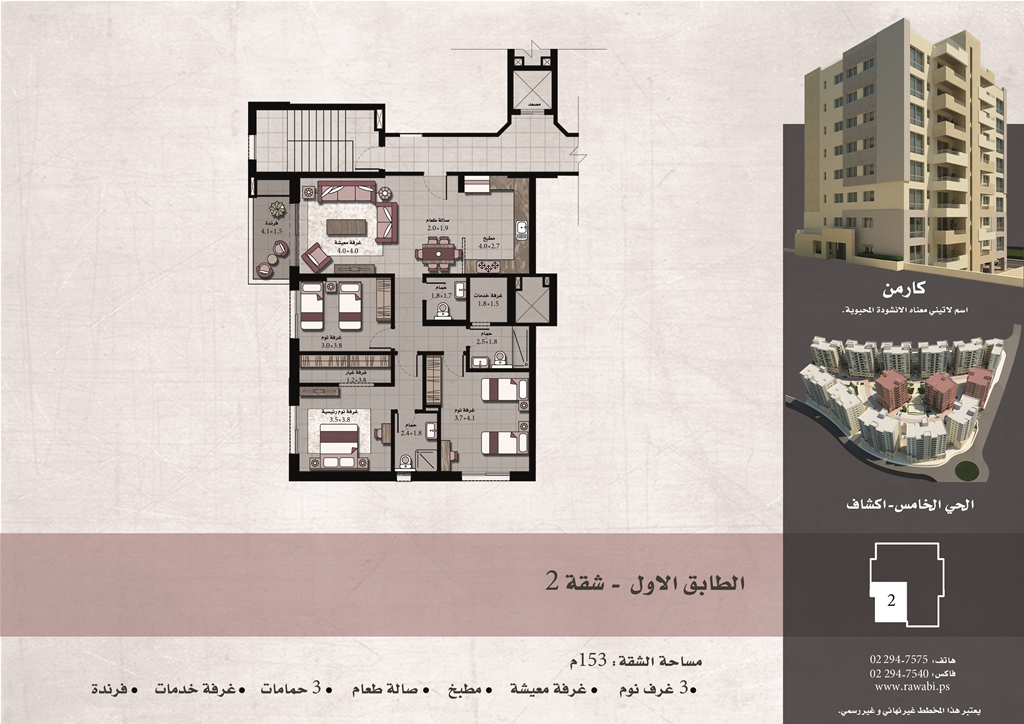 مصعد
فرندة
4.1*1.5
غرفة معيشة
4.0*4.0
صالة طعام
2.0*1.9
مطبخ
4.0*2.7
حمام
1.8*1.7
غرفة خدمات
1.8*1.5
غرفة نوم
3.0*3.8
حمام
2.5*1.8
غرفة غيار
1.2*3.8
غرفة نوم رئيسية
3.5*3.8
حمام
2.4*1.8
غرفة نوم
3.7*4.1
كارمن
اسم لاتيني معناه الانشودة المحبوبة.
الحي الخامس-اكشاف
2
الطابق الاول - شقة 2
مساحة الشقة: 153م
•3 غرف نوم • غرفة معيشة • مطبخ • صالة طعام • 3 حمامات • غرفة خدمات • فرندة
هاتف: 02 294-7575
فاكس: 02 294-7540
www.rawabi.ps
يعتبر هذا المخطط غير نهائي و غير رسمي.